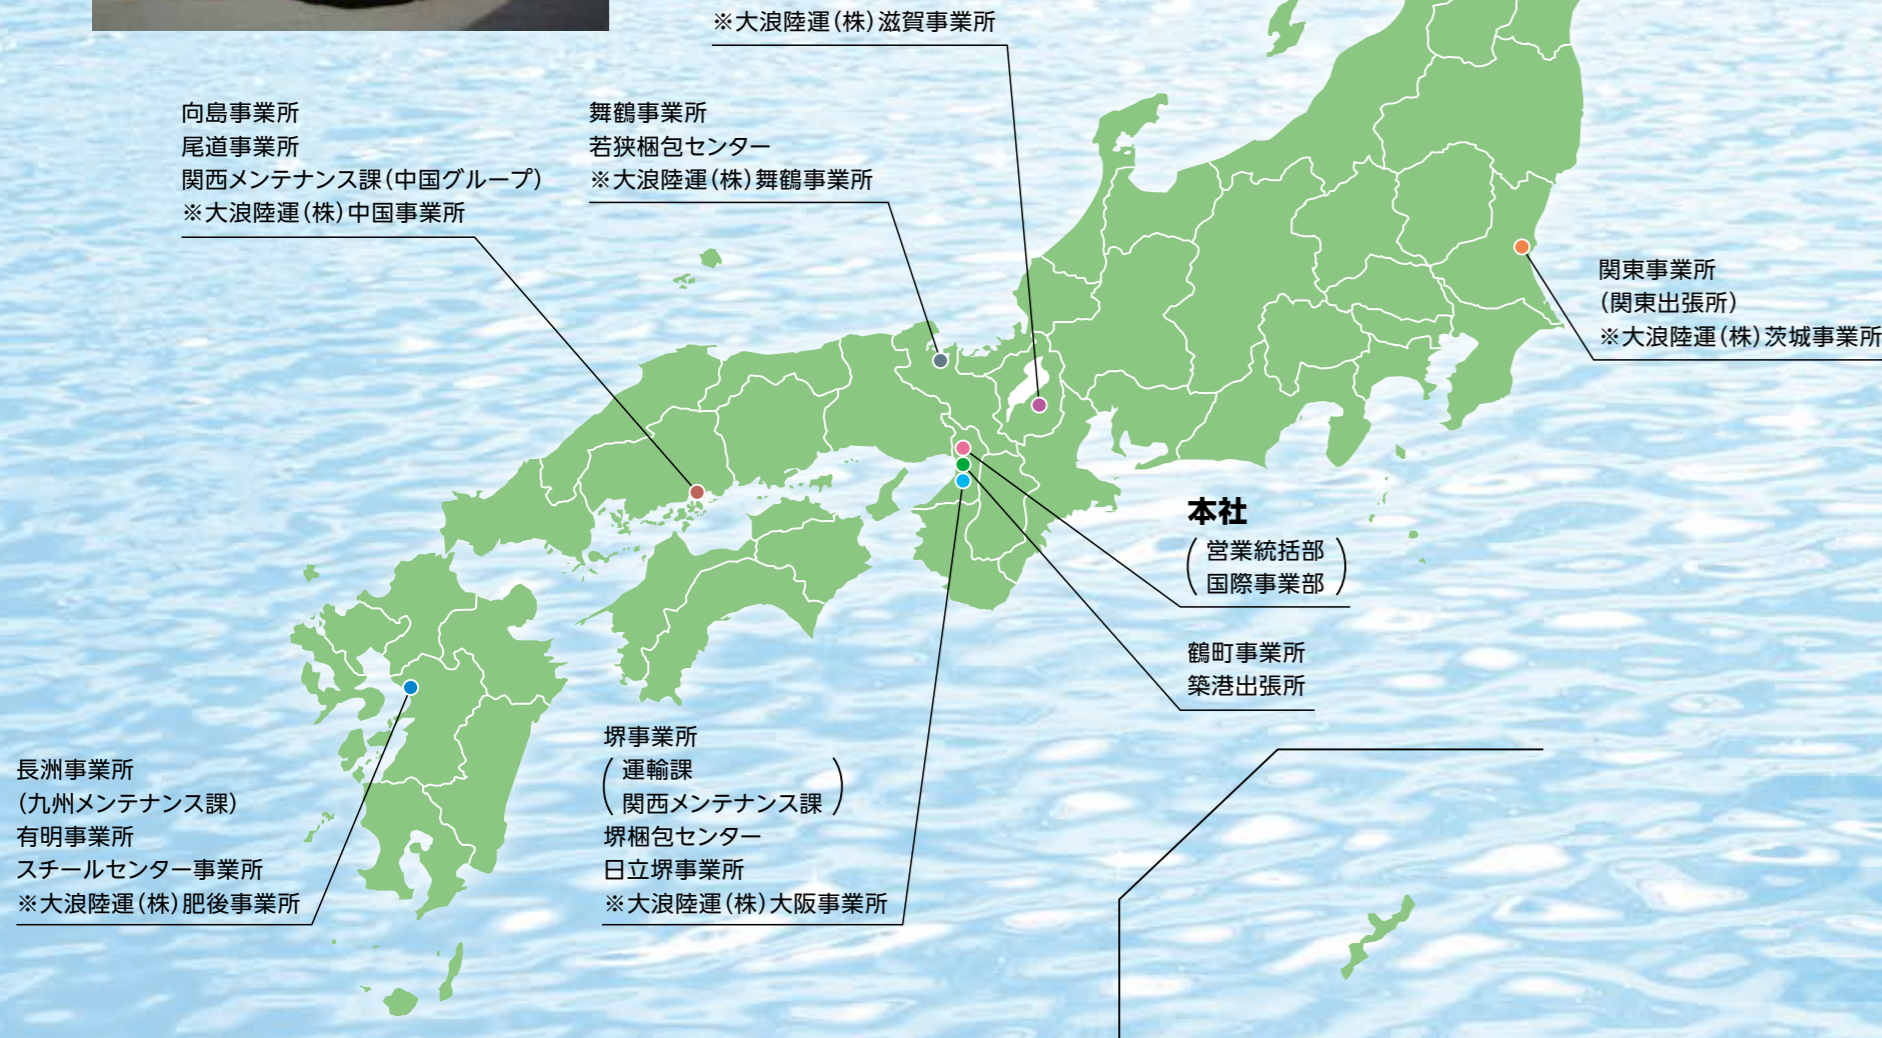 ※大浪陸運(株)滋賀事業所
向島事業所
尾道事業所
関西メンテナンス課(中国グループ)
※大浪陸運(株)中国事業所
舞鶴事業所
若狭梱包センター
※大浪陸運(株)舞鶴事業所
関東事業所
(関東出張所)
※大浪陸運(株)茨城事業所
本社
(営業統括部
国際事業部)
鶴町事業所
築港出張所
堺事業所
(運輸課
関西メンテナンス課)
堺梱包センター
日立堺事業所
※大浪陸運(株)大阪事業所
長洲事業所
(九州メンテナンス課)
有明事業所
スチールセンター事業所
※大浪陸運(株)肥後事業所